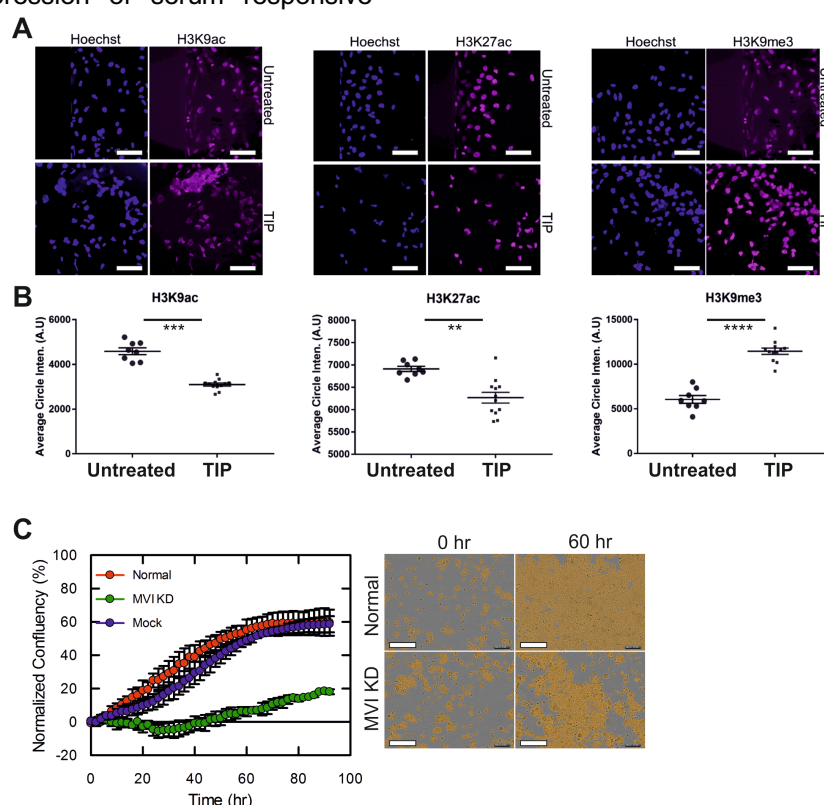 of serum responsive
A
Hoechst H3K9ac
Untreated
TIP
Hoechst H3K27ac
Untreated
TIP
Hoechst H3K9me3
B
H3K9ac
Average Circle Inten. (A.U)
6000
4000
2000
0
***
Untreated TIP
H3K27ac
Average Circle Inten. (A.U)
8000
7500
7000
6500
6000
5500
5000
**
Untreated TIP
H3K9me3
Average Circle Inten. (A.U)
15000
10000
5000
0
****
Untreated TIP
C
Normalized Confluency (%)
100
80
60
40
20
0
-20
Normal
MVI KD
Mock
0 20 40 60 80 100
Time (hr)
0 hr 60 hr
Normal
MVI KD